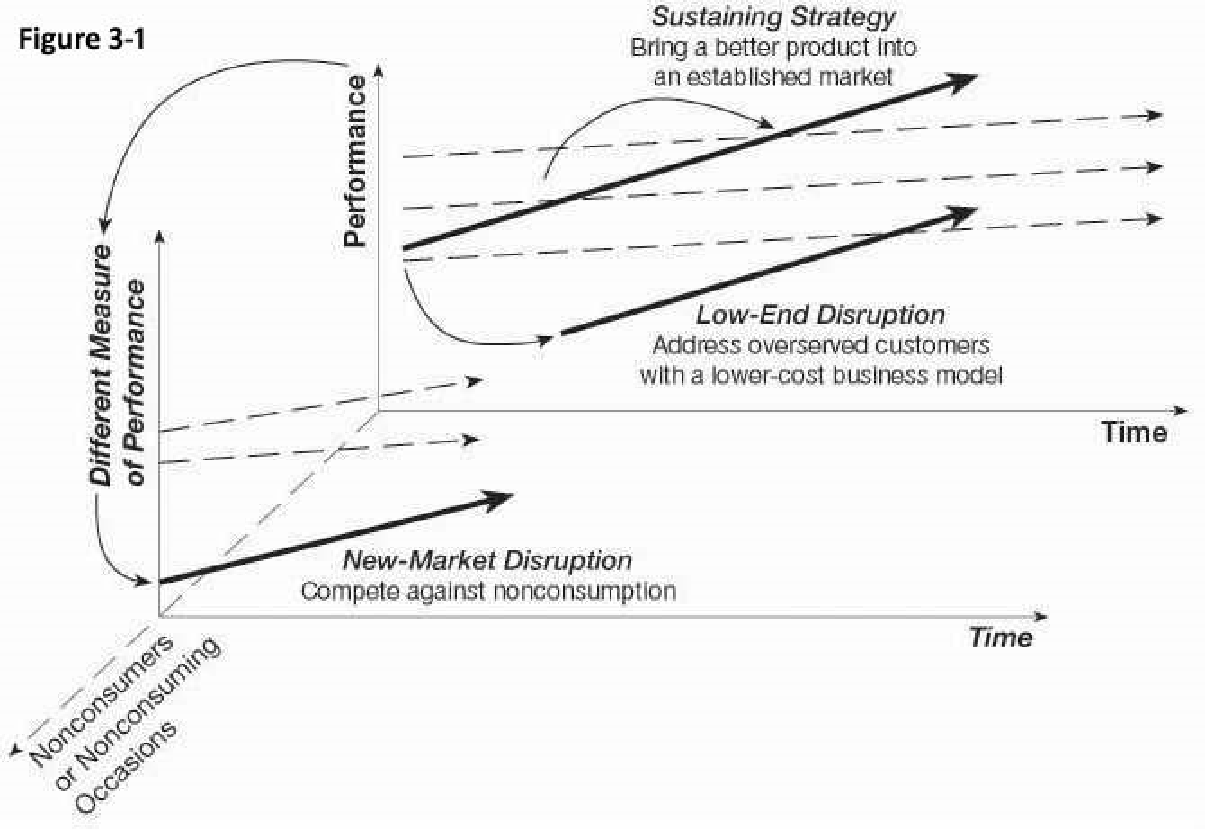 Figure 3-1
Sustaining Strategy
Bring a better product into
an established market
Performance
Different Measure
of Performance
Low-End Disruption
Address overserved customers
with a lower-cost business model
Time
New-Market Disruption
Compete against nonconsumption
Time
Nonconsumers
or Nonconsuming
Occasions